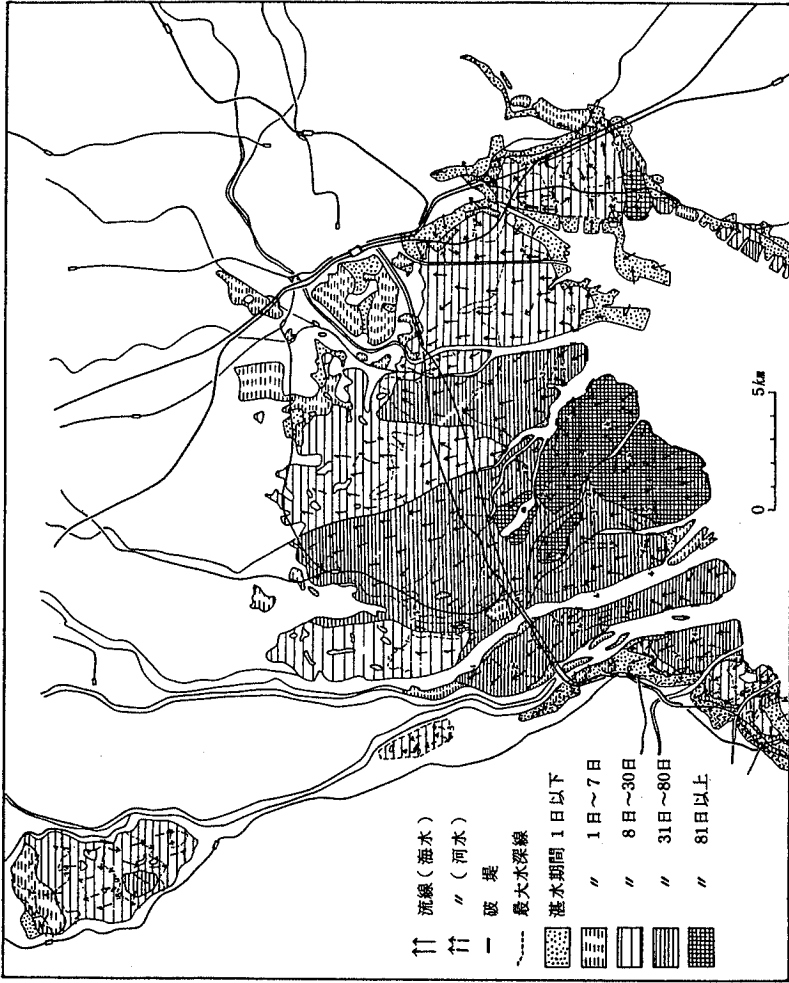 流線(海水)
〃(河水)
破堤
最大水深線
湛水期間 1日以下
〃 1日~7日
〃 8日~30日
〃 31日~80日
〃 81日以上
0 5km